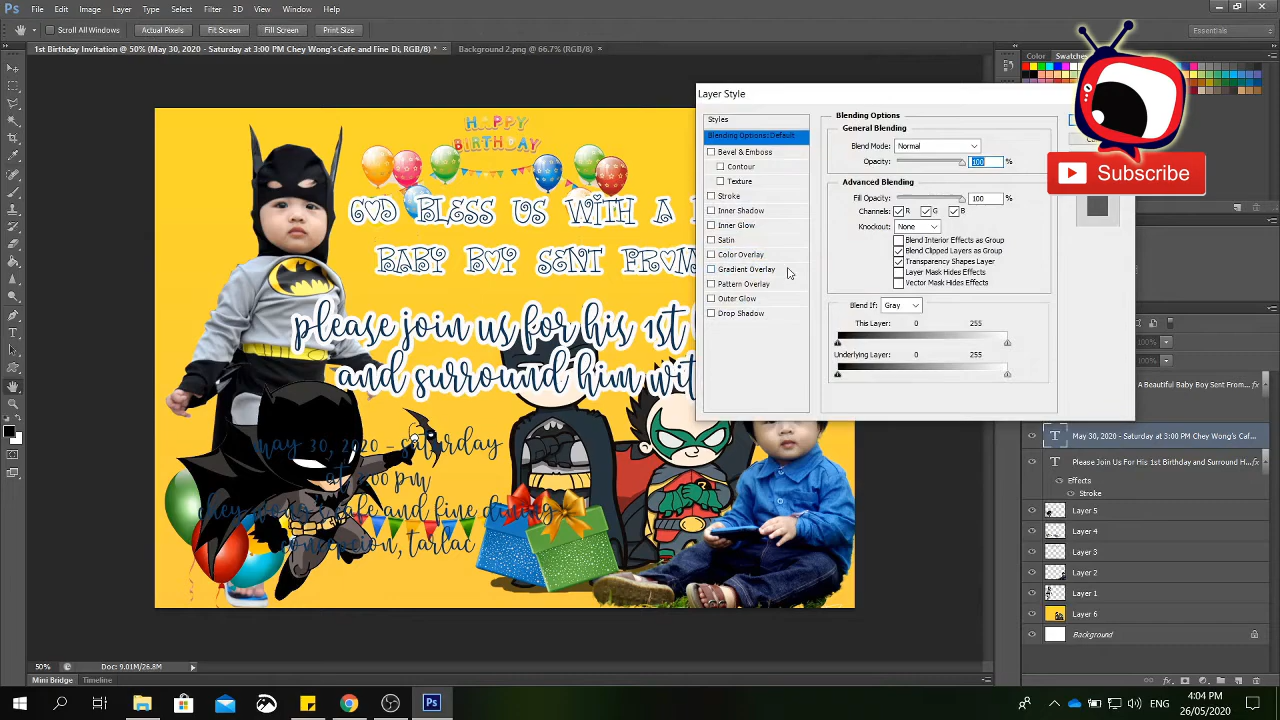 Ps File Edit Image Layer Type Select Filter 3D View Window Help
Scroll All Windows Actual Pixels Fit Screen Fill Screen Print Size Essentials
1st Birthday Invitation @ 50% (May 30, 2020 - Saturday at 3:00 PM Chey Wong's Cafe and Fine Di, RGB/8) * × Background 2.png @ 66.7% (RGB/8) ×
Color Swatches
Layer Style
Styles
Blending Options: Default
Bevel & Emboss
Contour
Texture
Stroke
Inner Shadow
Inner Glow
Satin
Color Overlay
Gradient Overlay
Pattern Overlay
Outer Glow
Drop Shadow
Blending Options
General Blending
Blend Mode: Normal
Opacity: 100 %
Advanced Blending
Fill Opacity: 100 %
Channels: R G B
Knockout: None
Blend Interior Effects as Group
Blend Clipped Layers as Group
Transparency Shapes Layer
Layer Mask Hides Effects
Vector Mask Hides Effects
Blend If: Gray
This Layer: 0 255
Underlying Layer: 0 255
Subscribe
HAPPY
BIRTHDAY
GOD BLESS US WITH A
BABY BOY SENT FROM
please join us for his 1st
and surround him wit
may 30, 2020 - saturday
at 00 pm
cafe and fine dining
tarlac
100%
100%
A Beautiful Baby Boy Sent From...
T May 30, 2020 - Saturday at 3:00 PM Chey Wong's Caf...
T Please Join Us For His 1st Birthday and Surround H...
Effects
Stroke
Layer 5
Layer 4
Layer 3
Layer 2
Layer 1
Layer 6
Background
50% Doc: 9.01M/26.8M
Mini Bridge Timeline
Ps
4:04 PM
26/05/2020